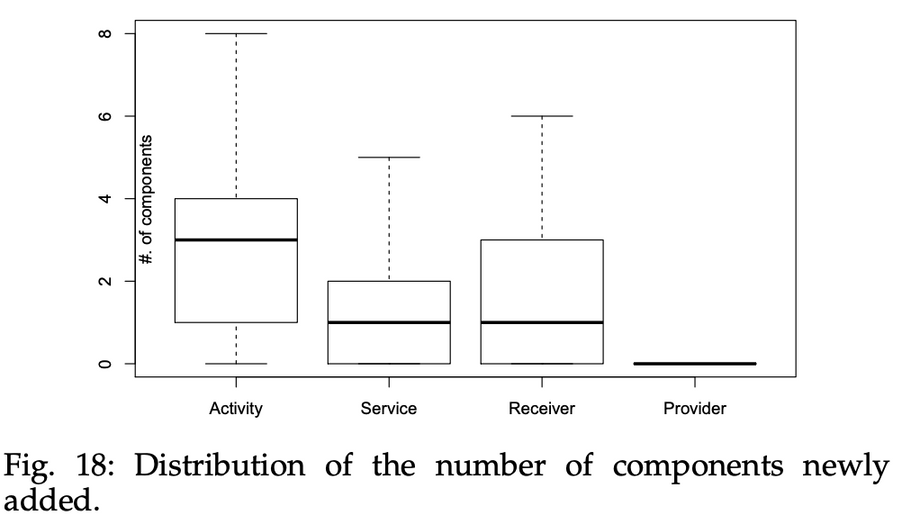 8
6
4
2
0
#. of components
Activity Service Receiver Provider
Fig. 18: Distribution of the number of components newly
added.